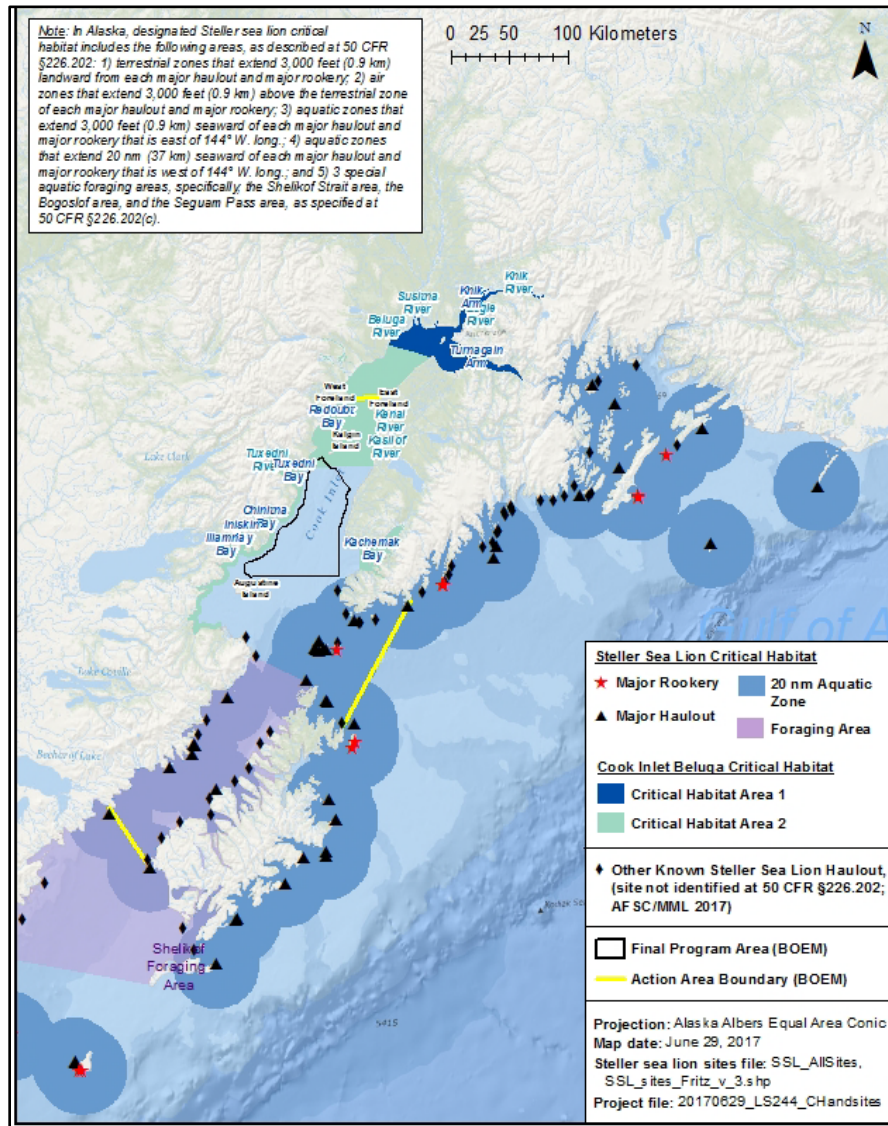 Note: In Alaska, designated Steller sea lion critical
habitat includes the following areas, as described at 50 CFR
§226.202: 1) terrestrial zones that extend 3,000 feet (0.9 km)
landward from each major haulout and major rookery; 2) air
zones that extend 3,000 feet (0.9 km) above the terrestrial zone
of each major haulout and major rookery; 3) aquatic zones that
extend 3,000 feet (0.9 km) seaward of each major haulout and
major rookery that is east of 144° W. long.; 4) aquatic zones
that extend 20 nm (37 km) seaward of each major haulout and
major rookery that is west of 144° W. long.; and 5) 3 special
aquatic foraging areas, specifically, the Shelikof Strait area, the
Bogoslof area, and the Seguam Pass area, as specified at
50 CFR §226.202(c).
0 25 50 100 Kilometers
N
Knik
River
Knik
Arm
Susitna
River
Eagle
River
Beluga
River
Turnagain
Arm
West
Foreland
East
Foreland
Redoubt
Bay
Kenai
River
Kalgin
Island
Kasilof
River
Tuxedni
River
Tuxedni
Bay
Lake Clark
Cook Inlet
Chinitna
Bay
Iniskin
Bay
Iliamna
Bay
Kachemak
Bay
Augustine
Island
Gulf of A
Shelikof
Foraging
Area
5415
Steller Sea Lion Critical Habitat
Major Rookery
20 nm Aquatic
Zone
Major Haulout
Foraging Area
Cook Inlet Beluga Critical Habitat
Critical Habitat Area 1
Critical Habitat Area 2
Other Known Steller Sea Lion Haulout,
(site not identified at 50 CFR §226.202;
AFSC/MML 2017)
Final Program Area (BOEM)
Action Area Boundary (BOEM)
Projection: Alaska Albers Equal Area Conic
Map date: June 29, 2017
Steller sea lion sites file: SSL_AllSites,
SSL_sites_Fritz_v_3.shp
Project file: 20170629_LS244_CHandsites